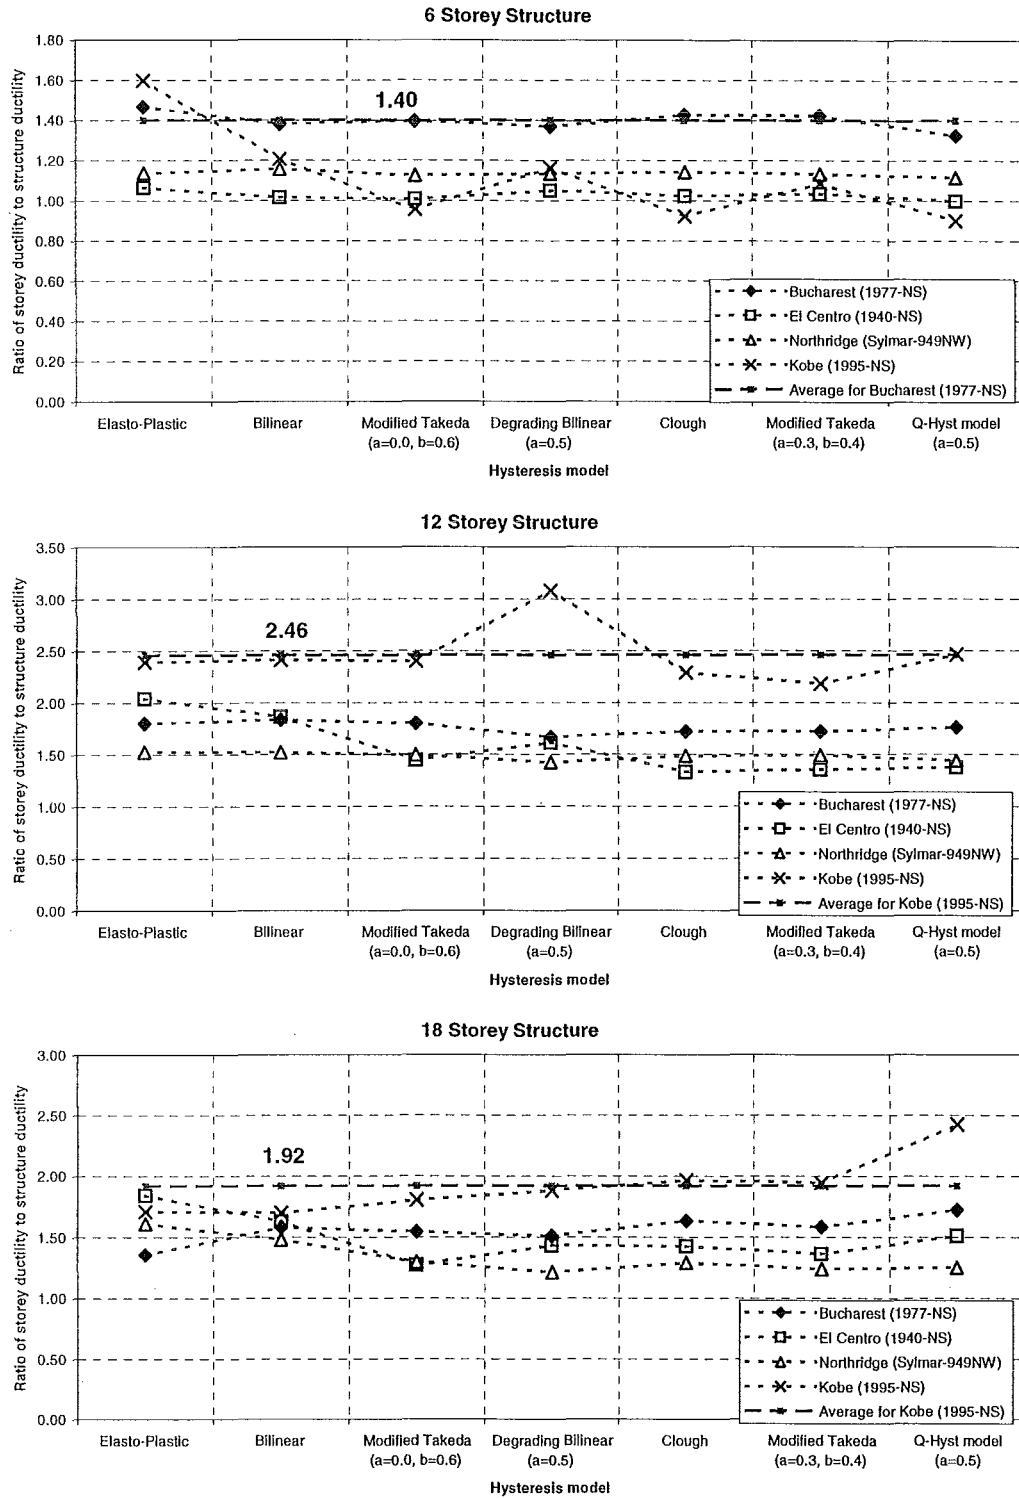 6 Storey Structure
Ratio of storey ductility to structure ductility
1.80
1.60
1.40
1.20
1.00
0.80
0.60
0.40
0.20
0.00
1.40
Bucharest (1977-NS)
El Centro (1940-NS)
Northridge (Sylmar-949NW)
Kobe (1995-NS)
Average for Bucharest (1977-NS)
Elasto-Plastic Bilinear Modified Takeda Degrading Bilinear Clough Modified Takeda Q-Hyst model
(a=0.0, b=0.6) (a=0.5) (a=0.3, b=0.4) (a=0.5)
Hysteresis model
12 Storey Structure
Ratio of storey ductility to structure ductility
3.50
3.00
2.50
2.00
1.50
1.00
0.50
0.00
2.46
Bucharest (1977-NS)
El Centro (1940-NS)
Northridge (Sylmar-949NW)
Kobe (1995-NS)
Average for Kobe (1995-NS)
Elasto-Plastic Bilinear Modified Takeda Degrading Bilinear Clough Modified Takeda Q-Hyst model
(a=0.0, b=0.6) (a=0.5) (a=0.3, b=0.4) (a=0.5)
Hysteresis model
18 Storey Structure
Ratio of storey ductility to structure ductility
3.00
2.50
2.00
1.50
1.00
0.50
0.00
1.92
Bucharest (1977-NS)
El Centro (1940-NS)
Northridge (Sylmar-949NW)
Kobe (1995-NS)
Average for Kobe (1995-NS)
Elasto-Plastic Bilinear Modified Takeda Degrading Bilinear Clough Modified Takeda Q-Hyst model
(a=0.0, b=0.6) (a=0.5) (a=0.3, b=0.4) (a=0.5)
Hysteresis model